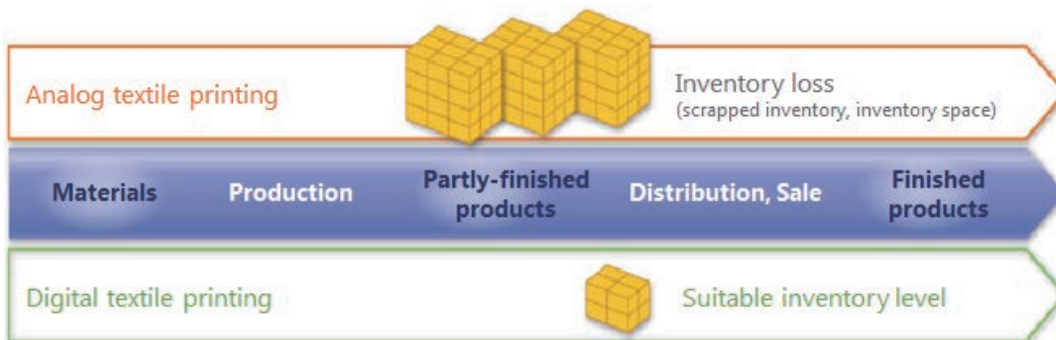 Analog textile printing
Inventory loss
(scrapped inventory, inventory space)
Materials
Production
Partly-finished
products
Distribution, Sale
Finished
products
Digital textile printing
Suitable inventory level